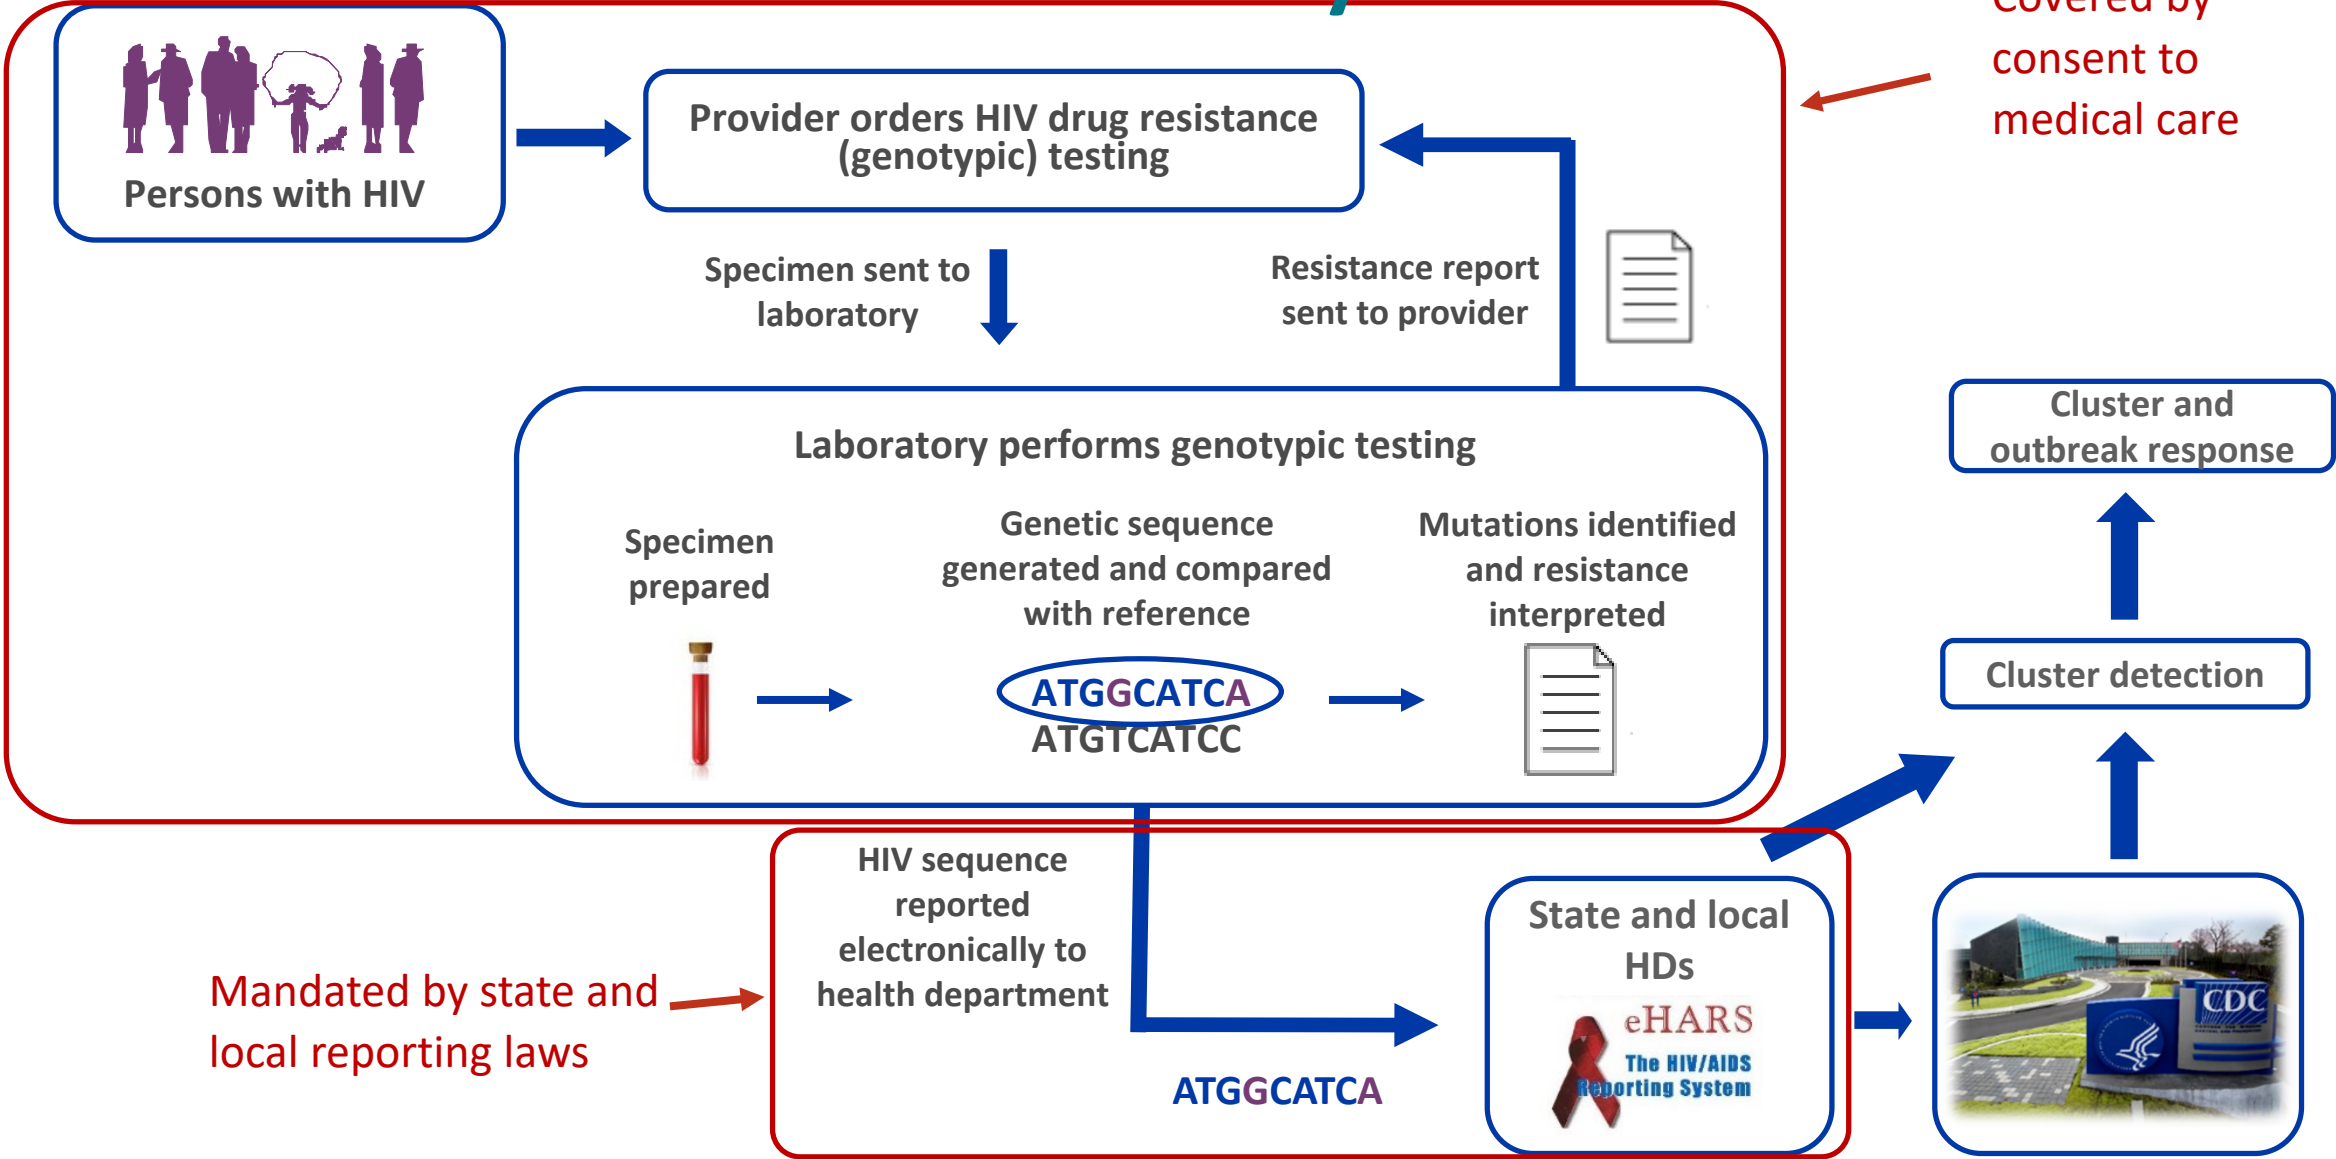 Covered by
consent to
medical care
Persons with HIV
Provider orders HIV drug resistance
(genotypic) testing
Specimen sent to
laboratory
Resistance report
sent to provider
Laboratory performs genotypic testing
Specimen
prepared
Genetic sequence
generated and compared
with reference
Mutations identified
and resistance
interpreted
ATGGCATCA
ATGTCATCC
Cluster and
outbreak response
Cluster detection
HIV sequence
reported
electronically to
health department
ATGGCATCA
State and local
HDs
eHARS
The HIV/AIDS
Reporting System
CDC
Mandated by state and
local reporting laws